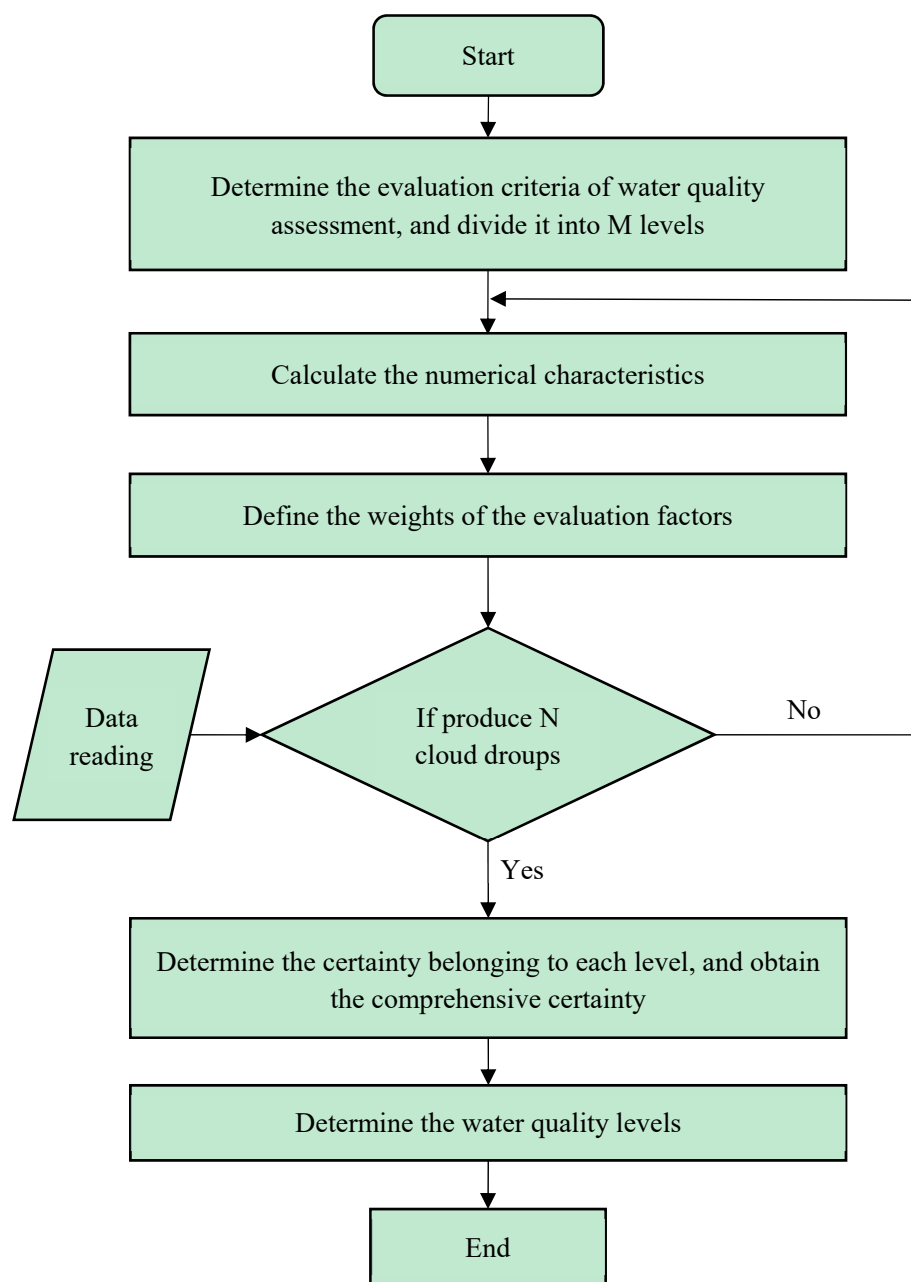 Start
Determine the evaluation criteria of water quality
assessment, and divide it into M levels
Calculate the numerical characteristics
Define the weights of the evaluation factors
Data
reading
If produce N
cloud droups
No
Yes
Determine the certainty belonging to each level, and obtain
the comprehensive certainty
Determine the water quality levels
End